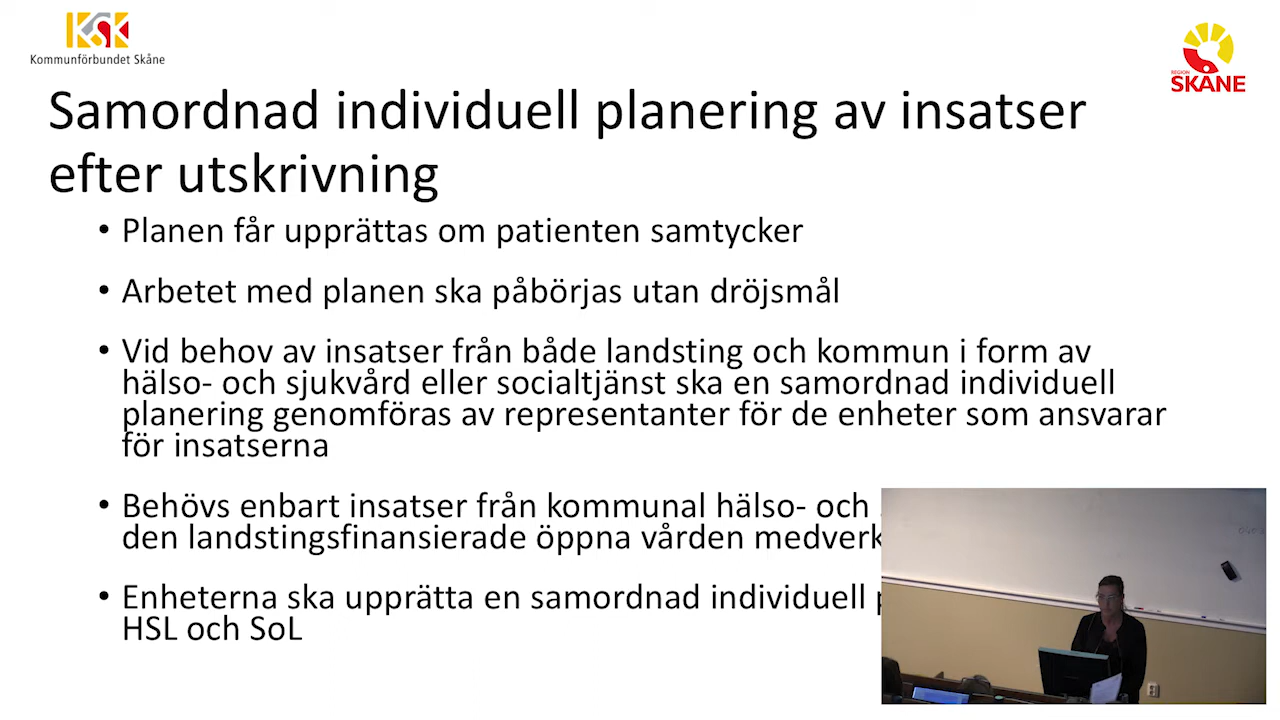 KSK
Kommunförbundet Skåne
REGION
SKÅNE
Samordnad individuell planering av insatser
efter utskrivning
• Planen får upprättas om patienten samtycker
• Arbetet med planen ska påbörjas utan dröjsmål
• Vid behov av insatser från både landsting och kommun i form av
hälso- och sjukvård eller socialtjänst ska en samordnad individuell
planering genomföras av representanter för de enheter som ansvarar
för insatserna
• Behövs enbart insatser från kommunal hälso- och
den landstingsfinansierade öppna vården medverk
• Enheterna ska upprätta en samordnad individuell
HSL och SoL